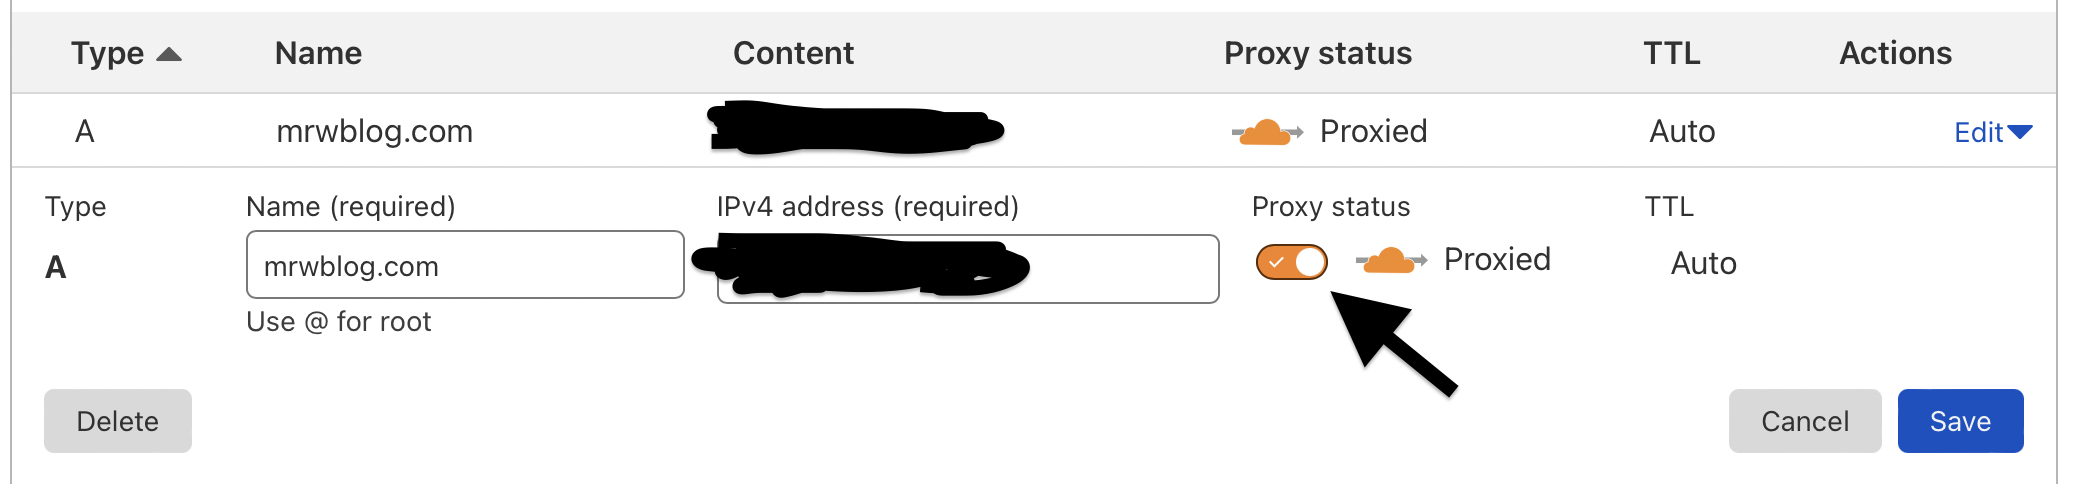 Type Name Content Proxy status TTL Actions
A mrwblog.com Proxied Auto Edit
Type Name (required) IPv4 address (required) Proxy status TTL
A mrwblog.com Proxied Auto
Use @ for root
Delete Cancel Save